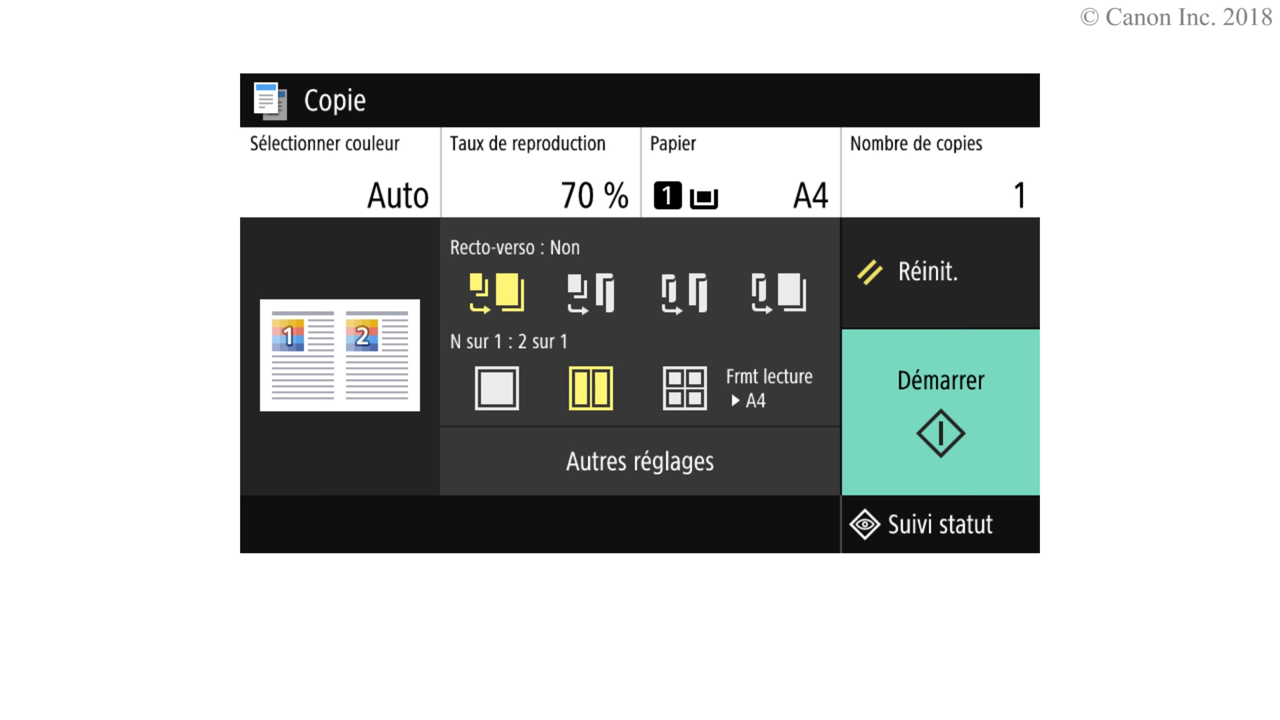 © Canon Inc. 2018
Copie
Sélectionner couleur
Auto
Taux de reproduction
70 %
Papier
1
A4
Nombre de copies
1
Recto-verso : Non
Réinit.
1
2
N sur 1 : 2 sur 1
Frmt lecture
A4
Démarrer
Autres réglages
Suivi statut